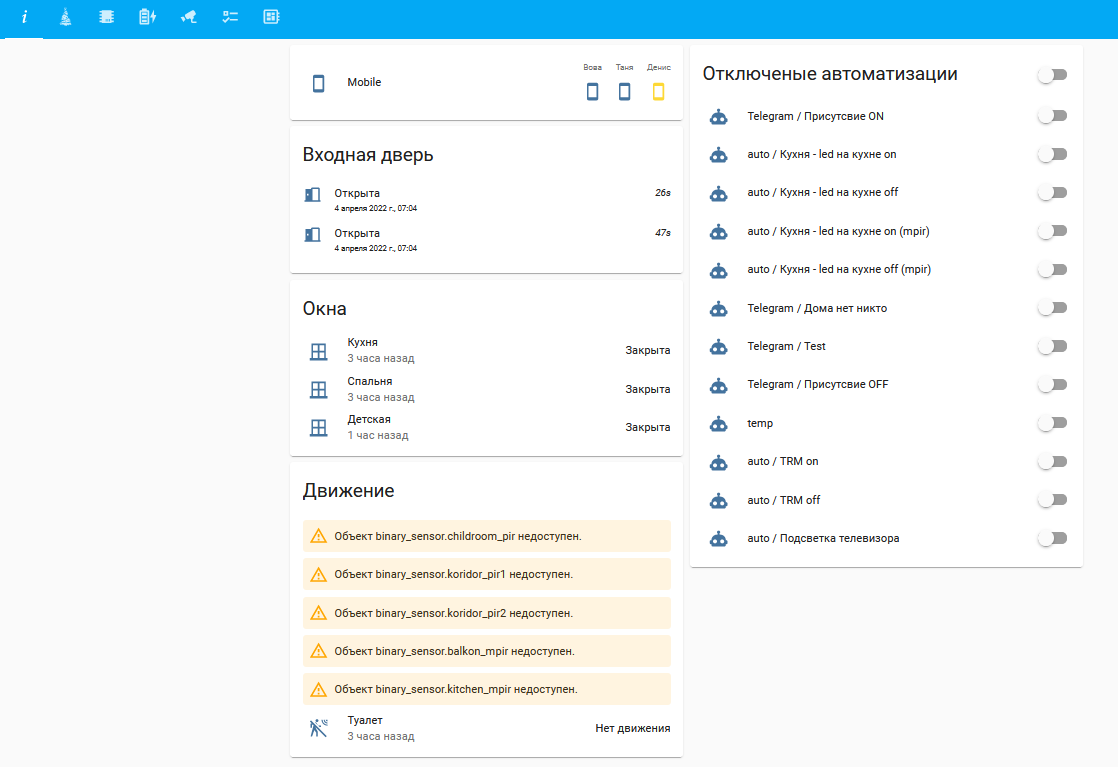 Mobile
Вова Таня Денис
Входная дверь
Открыта 26s
4 апреля 2022 г., 07:04
Открыта 47s
4 апреля 2022 г., 07:04
Окна
Кухня
3 часа назад
Закрыта
Спальня
3 часа назад
Закрыта
Детская
1 час назад
Закрыта
Движение
Объект binary_sensor.childroom_pir недоступен.
Объект binary_sensor.koridor_pir1 недоступен.
Объект binary_sensor.koridor_pir2 недоступен.
Объект binary_sensor.balkon_mpir недоступен.
Объект binary_sensor.kitchen_mpir недоступен.
Туалет
3 часа назад
Нет движения
Отключеные автоматизации
Telegram / Присутсвие ON
auto / Кухня - led на кухне on
auto / Кухня - led на кухне off
auto / Кухня - led на кухне on (mpir)
auto / Кухня - led на кухне off (mpir)
Telegram / Дома нет никто
Telegram / Test
Telegram / Присутсвие OFF
temp
auto / TRM on
auto / TRM off
auto / Подсветка телевизора